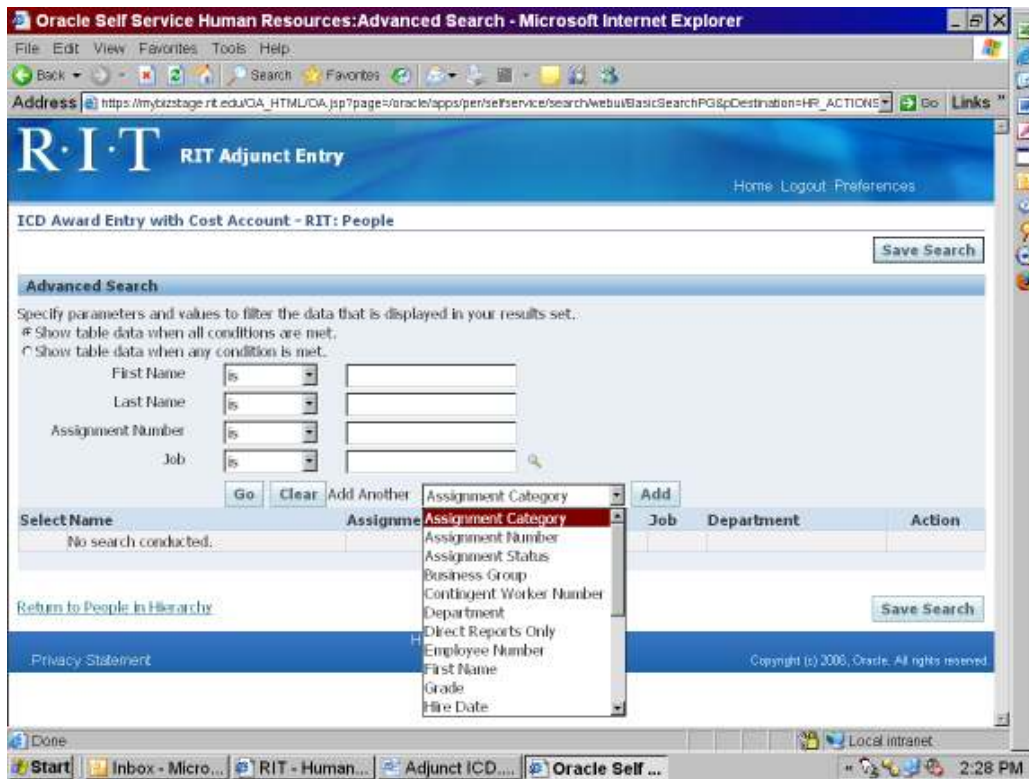 Oracle Self Service Human Resources:Advanced Search - Microsoft Internet Explorer
File Edit View Favorites Tools Help
Back Search Favorites
Address https://mybizstage.rit.edu/OA_HTML/OA.jsp?page=/oracle/apps/per/selfservice/search/webui/BasicSearchPG&pDestination=HR_ACTIONS Go Links "
R·I·T RIT Adjunct Entry
Home Logout Preferences
ICD Award Entry with Cost Account - RIT: People
Save Search
Advanced Search
Specify parameters and values to filter the data that is displayed in your results set.
Show table data when all conditions are met.
Show table data when any condition is met.
First Name is
Last Name is
Assignment Number is
Job is
Go Clear Add Another Assignment Category Add
Select Name Assignme Job Department Action
No search conducted.
Assignment Category
Assignment Number
Assignment Status
Business Group
Contingent Worker Number
Department
Direct Reports Only
Employee Number
First Name
Grade
Hire Date
Return to People in Hierarchy Save Search
H
Privacy Statement Copyright (c) 2006, Oracle. All rights reserved.
Done Local intranet
Start Inbox - Micro... RIT - Human... Adjunct ICD.... Oracle Self ... « 2:28 PM